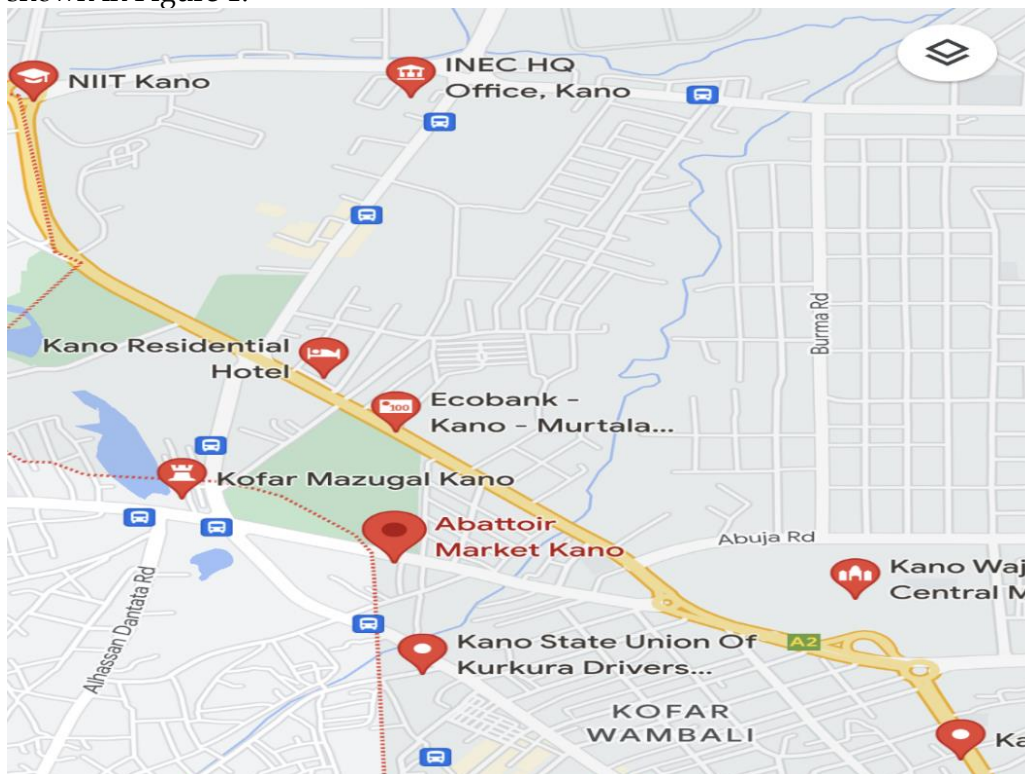 NIIT Kano
INEC HQ
Office, Kano
Burma Rd
Kano Residential
Hotel
Ecobank -
Kano - Murtala...
Kofar Mazugal Kano
Abattoir
Market Kano
Abuja Rd
Kano Waj
Central M
Alhassan Dantata Rd
A2
Kano State Union Of
Kurkura Drivers...
KOFAR
WAMBALI
Ka
100